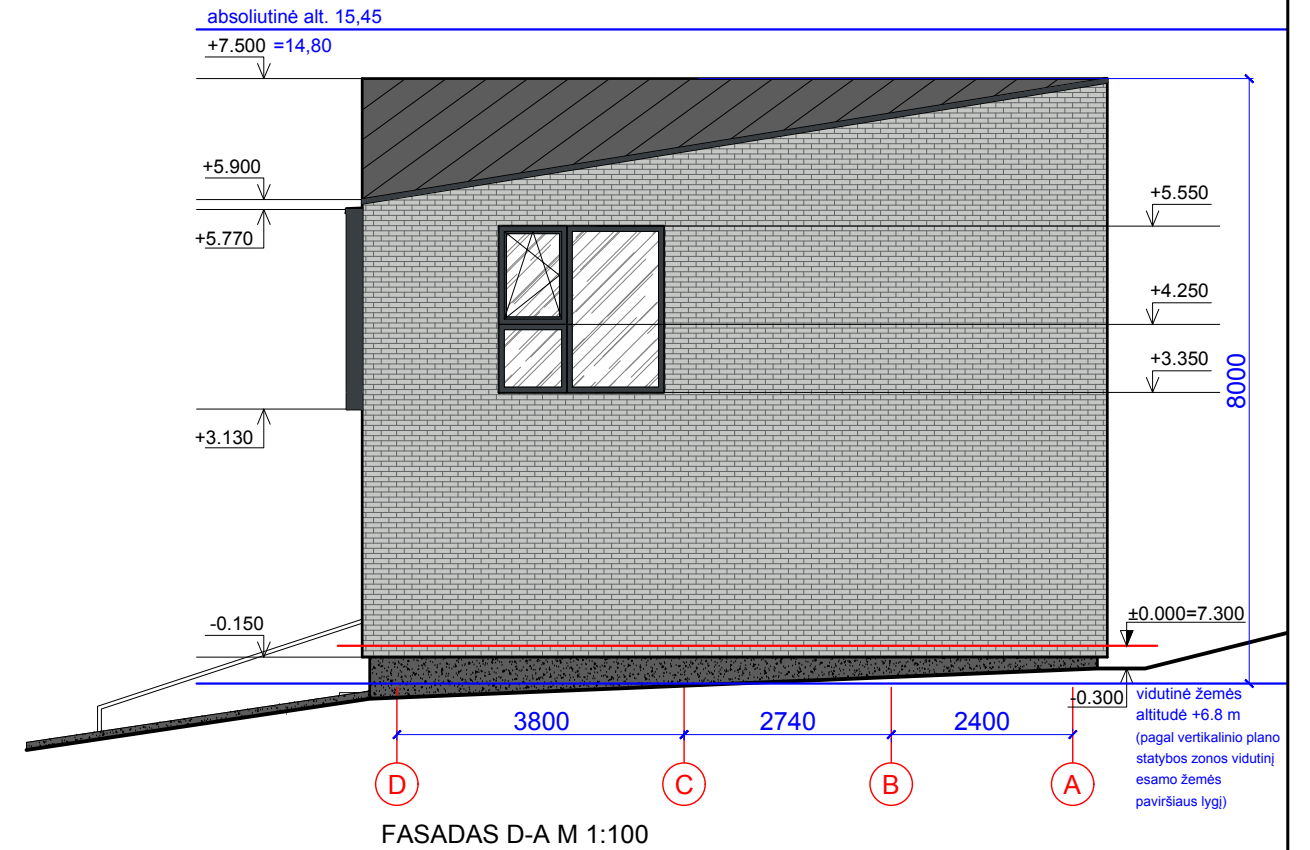 absoliutinė alt. 15,45
+7.500 =14,80
+5.900
+5.770
+5.550
+4.250
+3.350
8000
+3.130
-0.150
±0.000=7.300
-0.300
vidutinė žemės
altitudė +6.8 m
(pagal vertikalinio plano
statybos zonos vidutinį
esamo žemės
paviršiaus lygį)
3800 2740 2400
D C B A
FASADAS D-A M 1:100